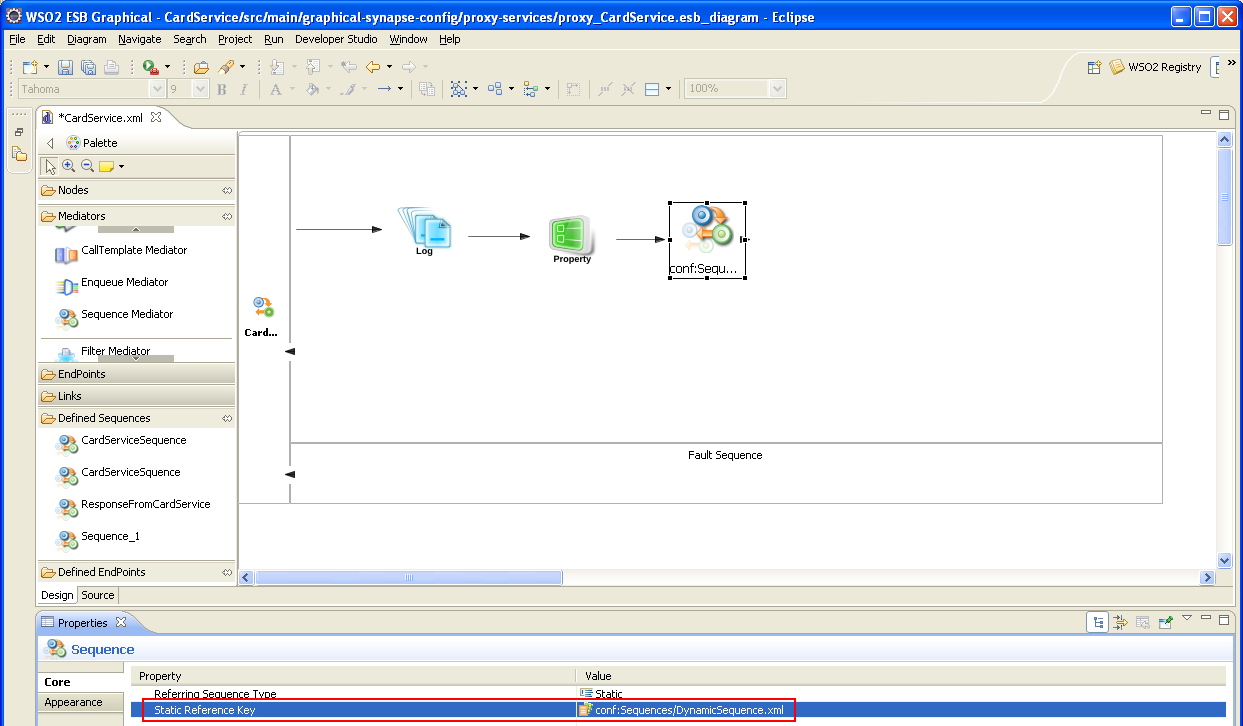 WSO2 ESB Graphical - CardService/src/main/graphical-synapse-config/proxy-services/proxy_CardService.esb_diagram - Eclipse
File Edit Diagram Navigate Search Project Run Developer Studio Window Help
WSO2 Registry
Tahoma 9 B I A 100%
*CardService.xml
Palette
Nodes
Mediators
CallTemplate Mediator
Enqueue Mediator
Sequence Mediator
Filter Mediator
EndPoints
Links
Defined Sequences
CardServiceSequence
CardServiceSquence
ResponseFromCardService
Sequence_1
Defined EndPoints
Design Source
Card...
Log
Property
conf:Sequ...
Fault Sequence
Properties
Sequence
Core
Appearance
Property Value
Referring Sequence Type Static
Static Reference Key conf:Sequences/DynamicSequence.xml